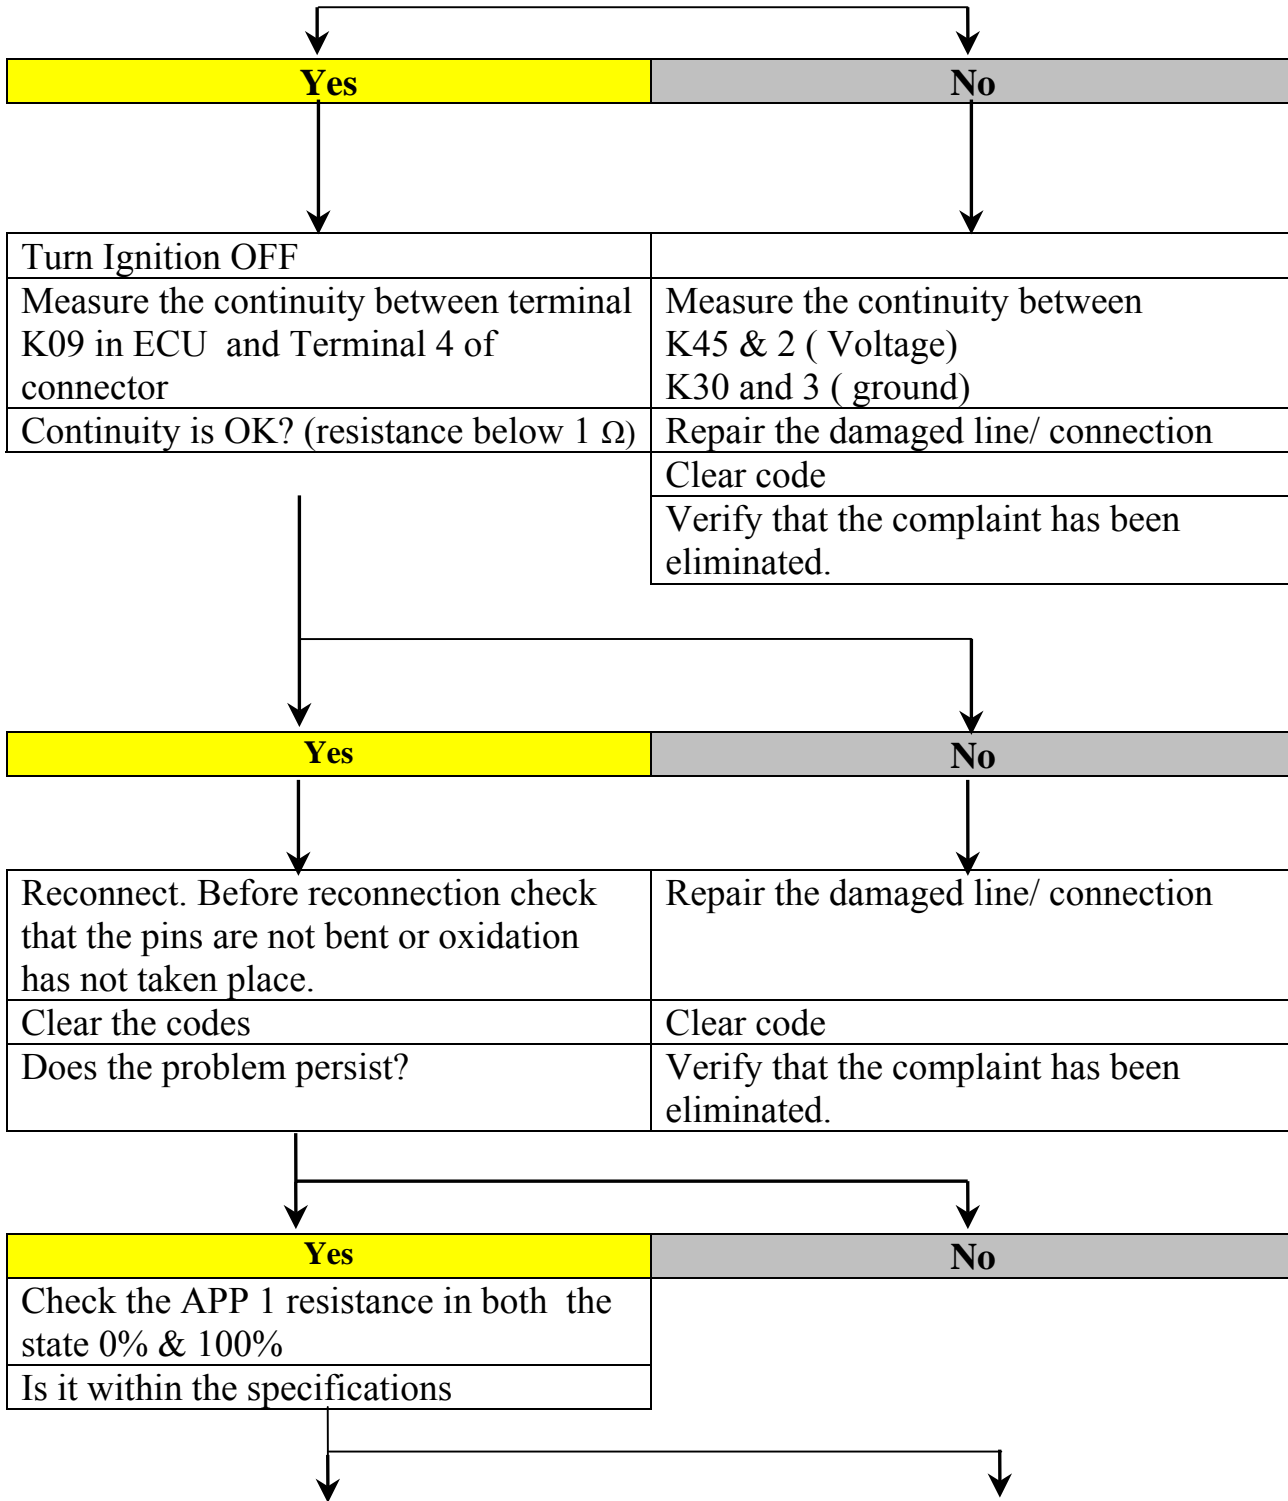 Yes
No
Turn Ignition OFF
Measure the continuity between terminal
K09 in ECU and Terminal 4 of
connector
Continuity is OK? (resistance below 1 Ω)
Measure the continuity between
K45 & 2 ( Voltage)
K30 and 3 ( ground)
Repair the damaged line/ connection
Clear code
Verify that the complaint has been
eliminated.
Yes
No
Reconnect. Before reconnection check
that the pins are not bent or oxidation
has not taken place.
Clear the codes
Does the problem persist?
Repair the damaged line/ connection
Clear code
Verify that the complaint has been
eliminated.
Yes
No
Check the APP 1 resistance in both the
state 0% & 100%
Is it within the specifications